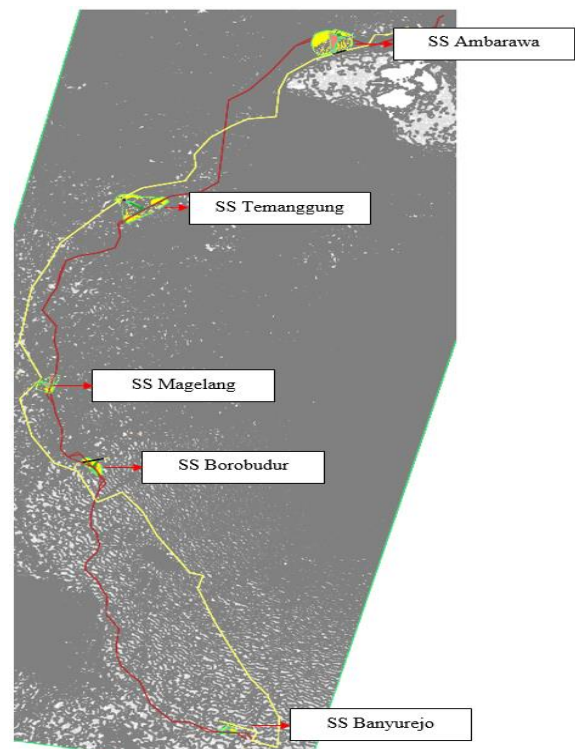 SS Ambarawa
SS Temanggung
SS Magelang
SS Borobudur
SS Banyurejo